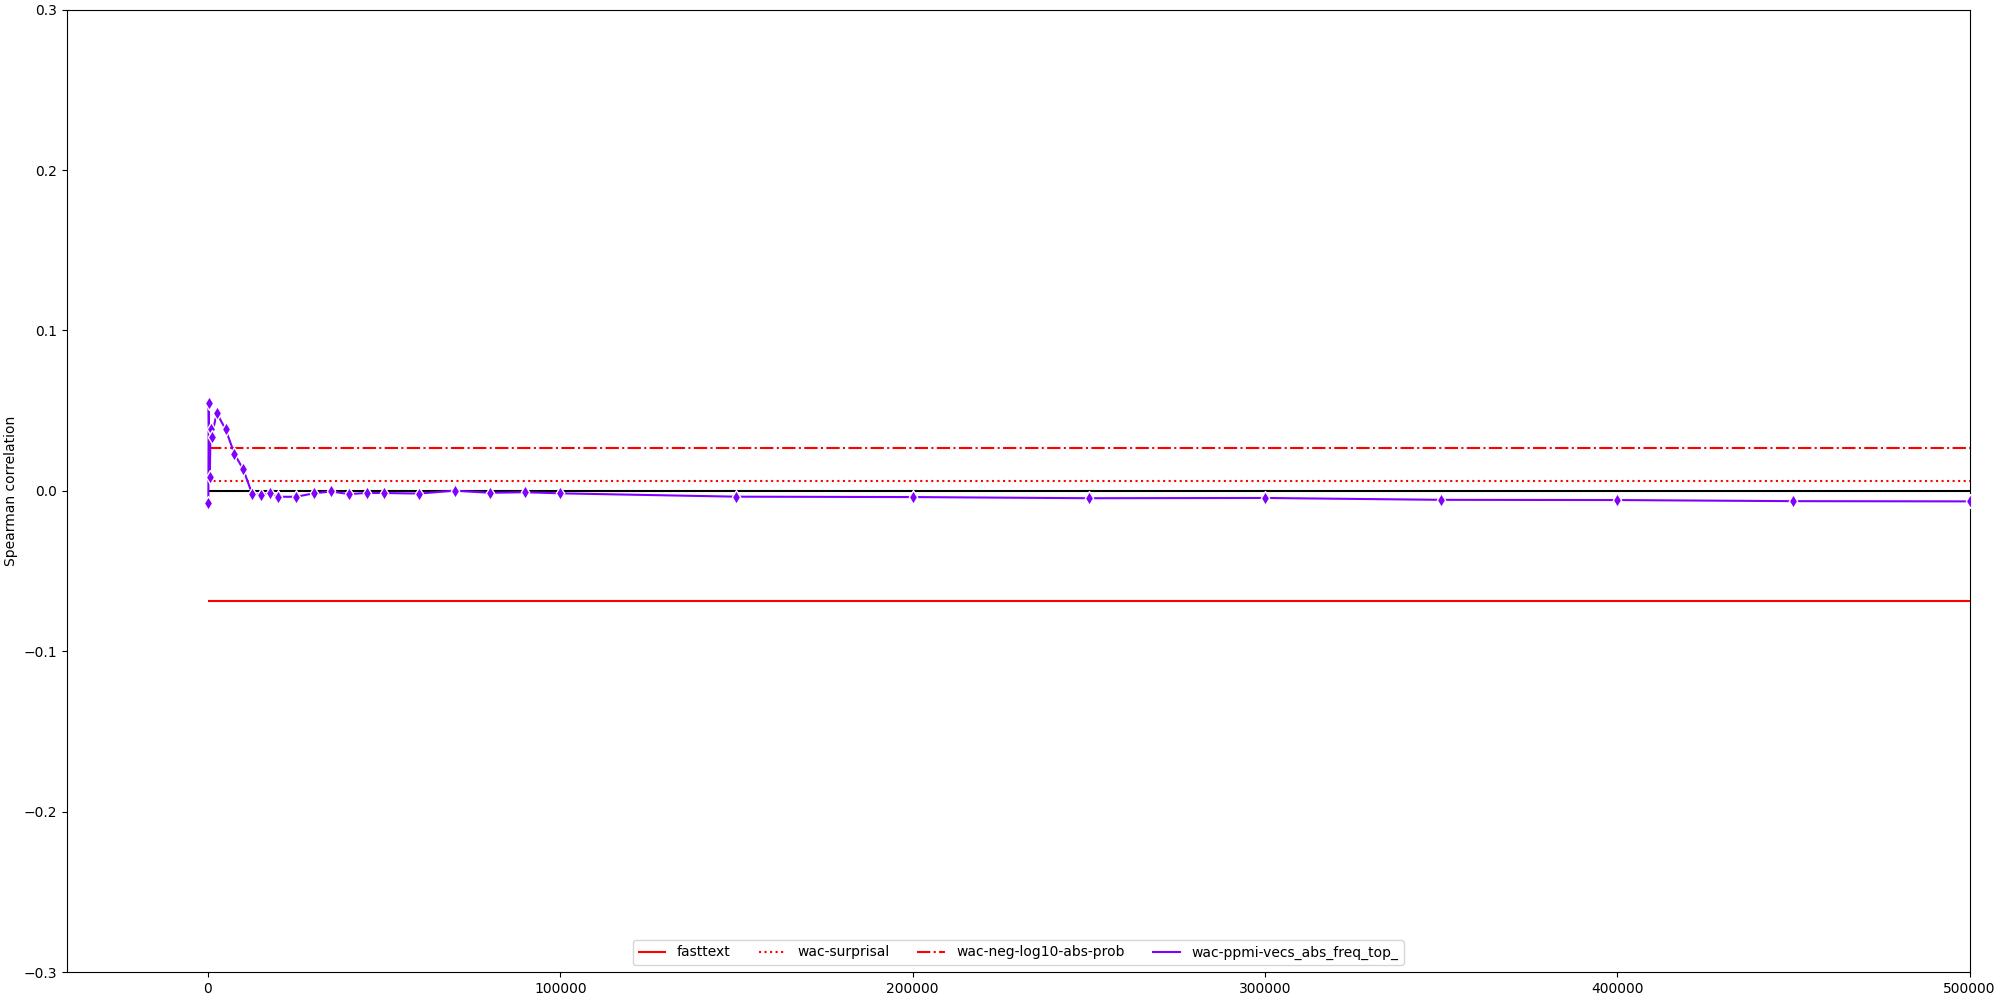 0.3
0.2
0.1
0.0
−0.1
−0.2
−0.3
Spearman correlation
fasttext wac-surprisal wac-neg-log10-abs-prob wac-ppmi-vecs_abs_freq_top_
0 100000 200000 300000 400000 500000